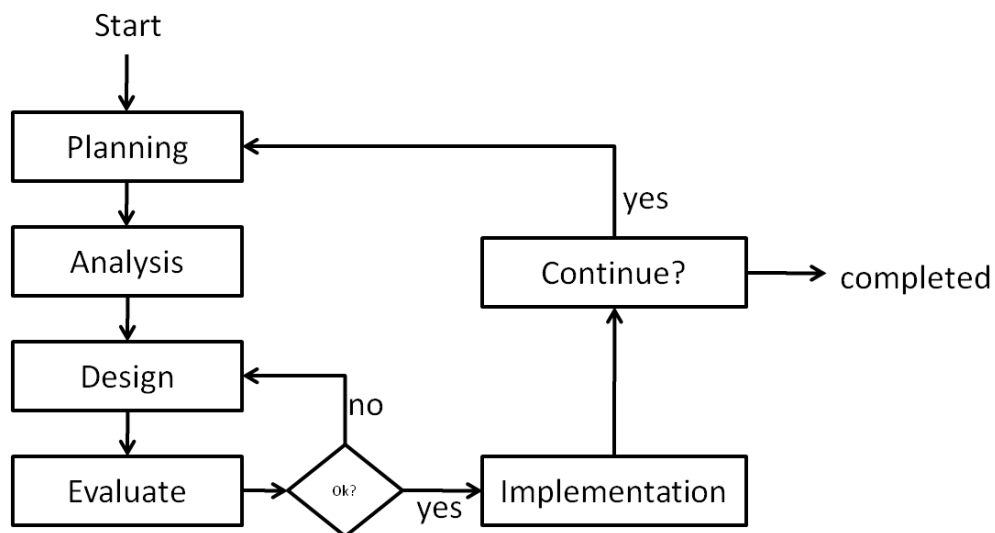 Start
Planning
Analysis
Design
Evaluate
Ok?
no
yes
Implementation
Continue?
yes
completed